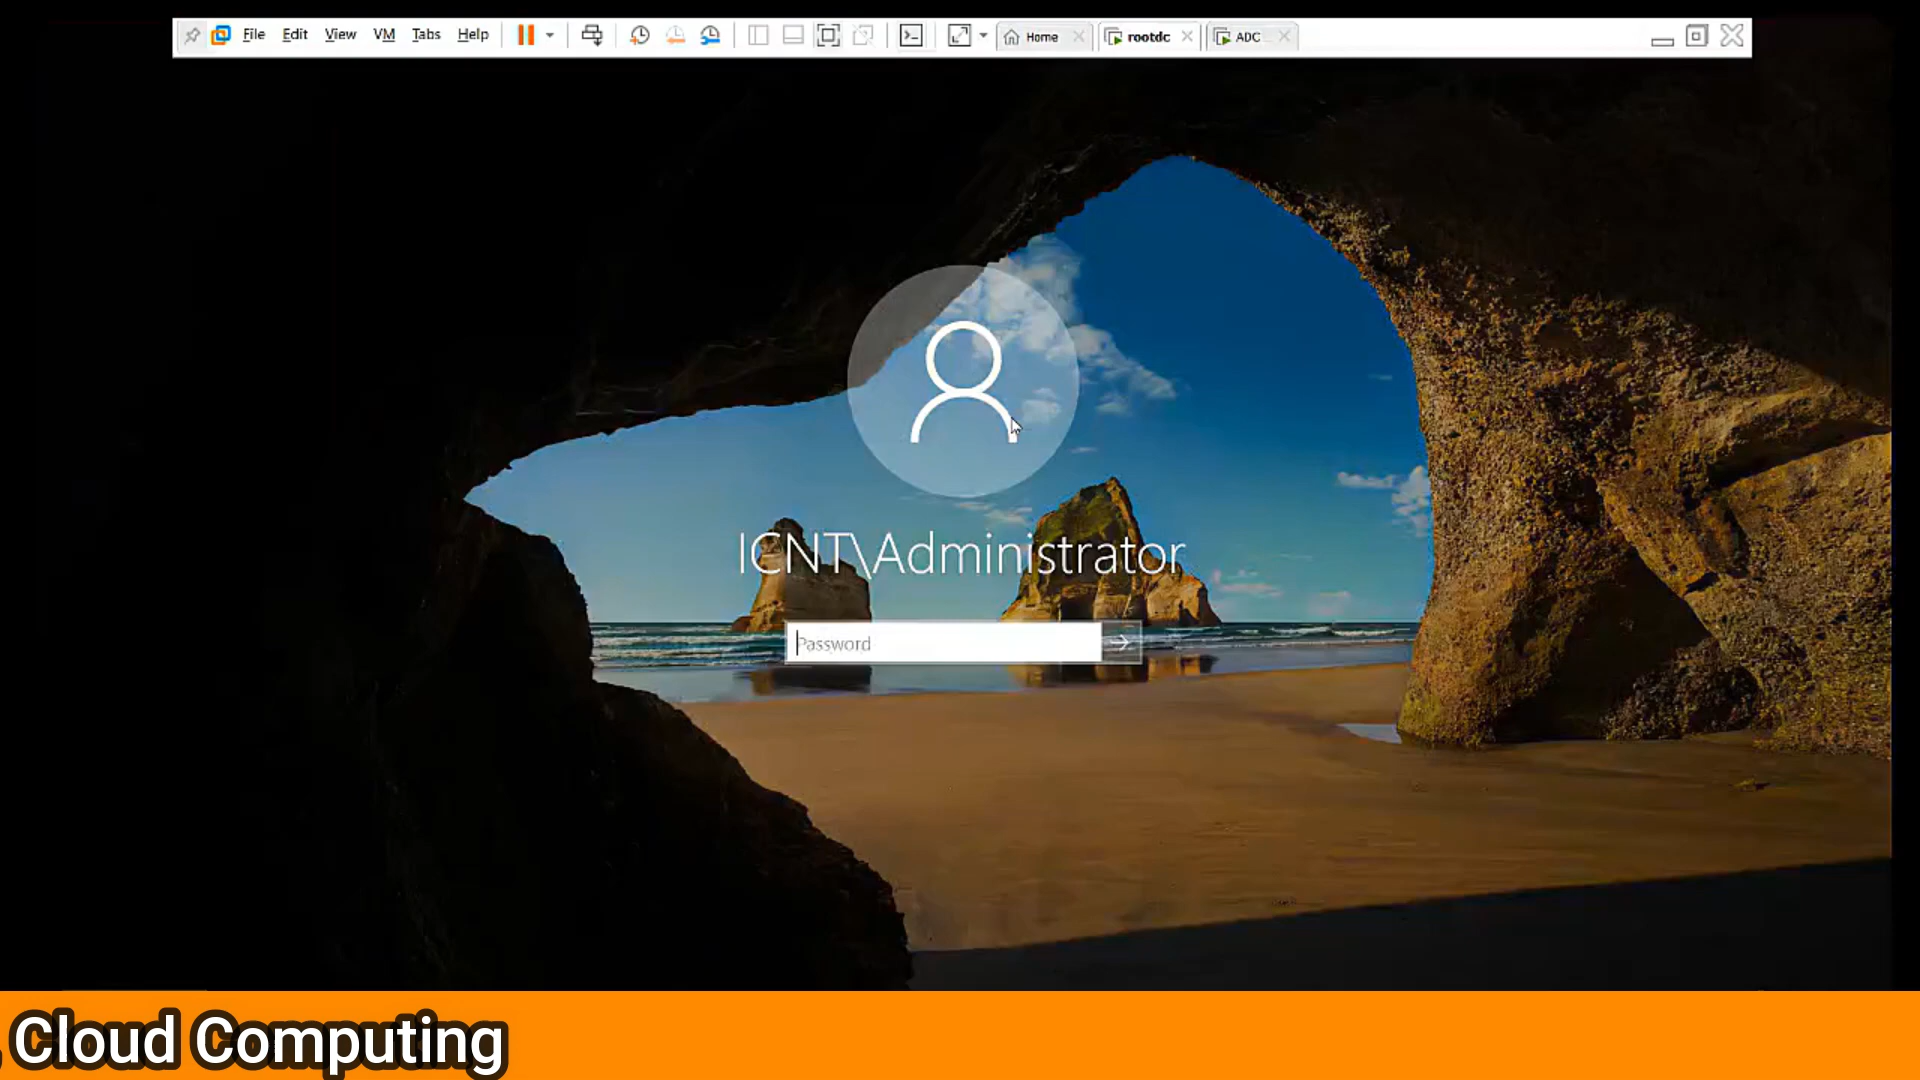 File Edit View VM Tabs Help Home rootdc ADC
ICNT\Administrator
Password
Cloud Computing